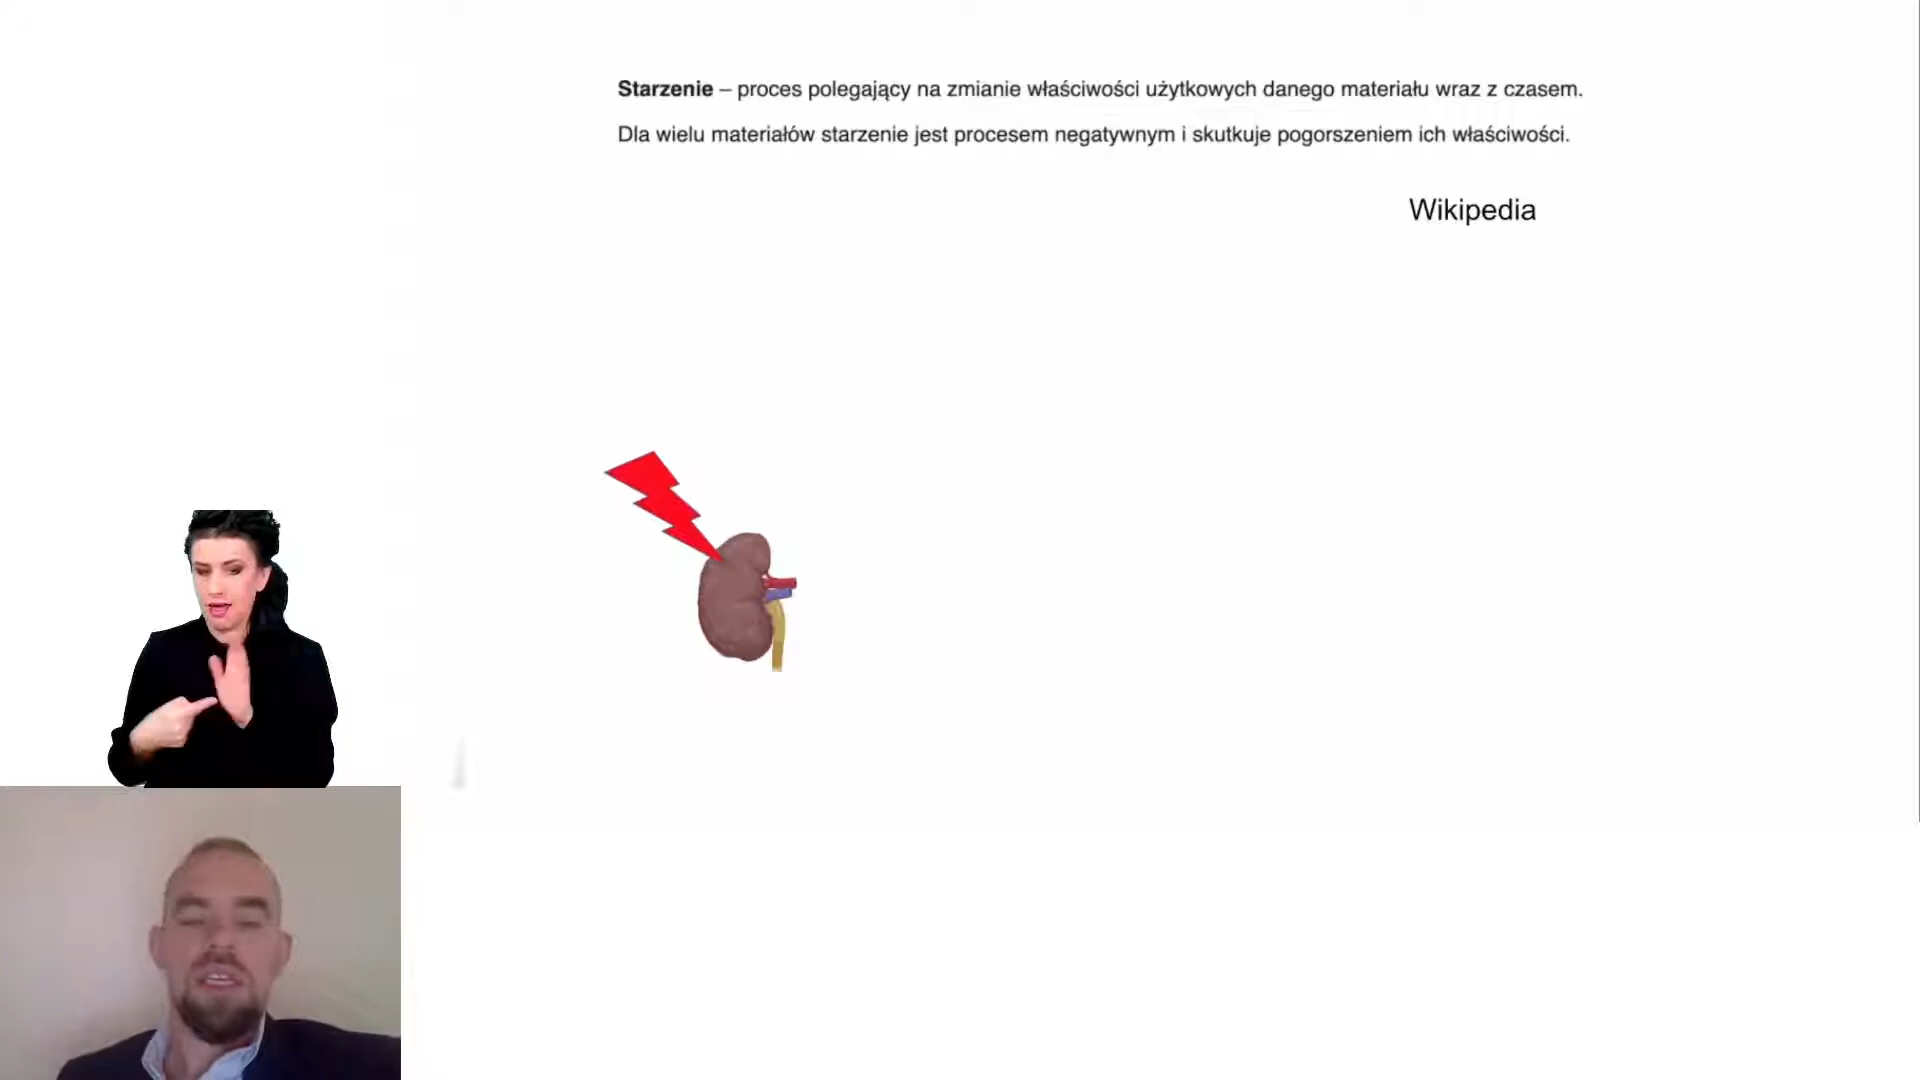 Starzenie – proces polegający na zmianie właściwości użytkowych danego materiału wraz z czasem.
Dla wielu materiałów starzenie jest procesem negatywnym i skutkuje pogorszeniem ich właściwości.
Wikipedia